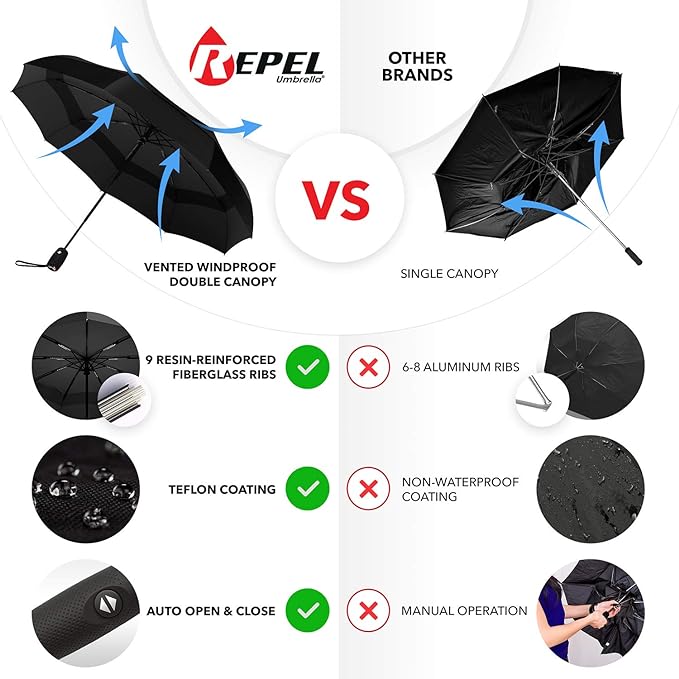 REPEL
Umbrella®
OTHER
BRANDS
VS
VENTED WINDPROOF
DOUBLE CANOPY
SINGLE CANOPY
9 RESIN-REINFORCED
FIBERGLASS RIBS
6-8 ALUMINUM RIBS
TEFLON COATING
NON-WATERPROOF
COATING
AUTO OPEN & CLOSE
MANUAL OPERATION